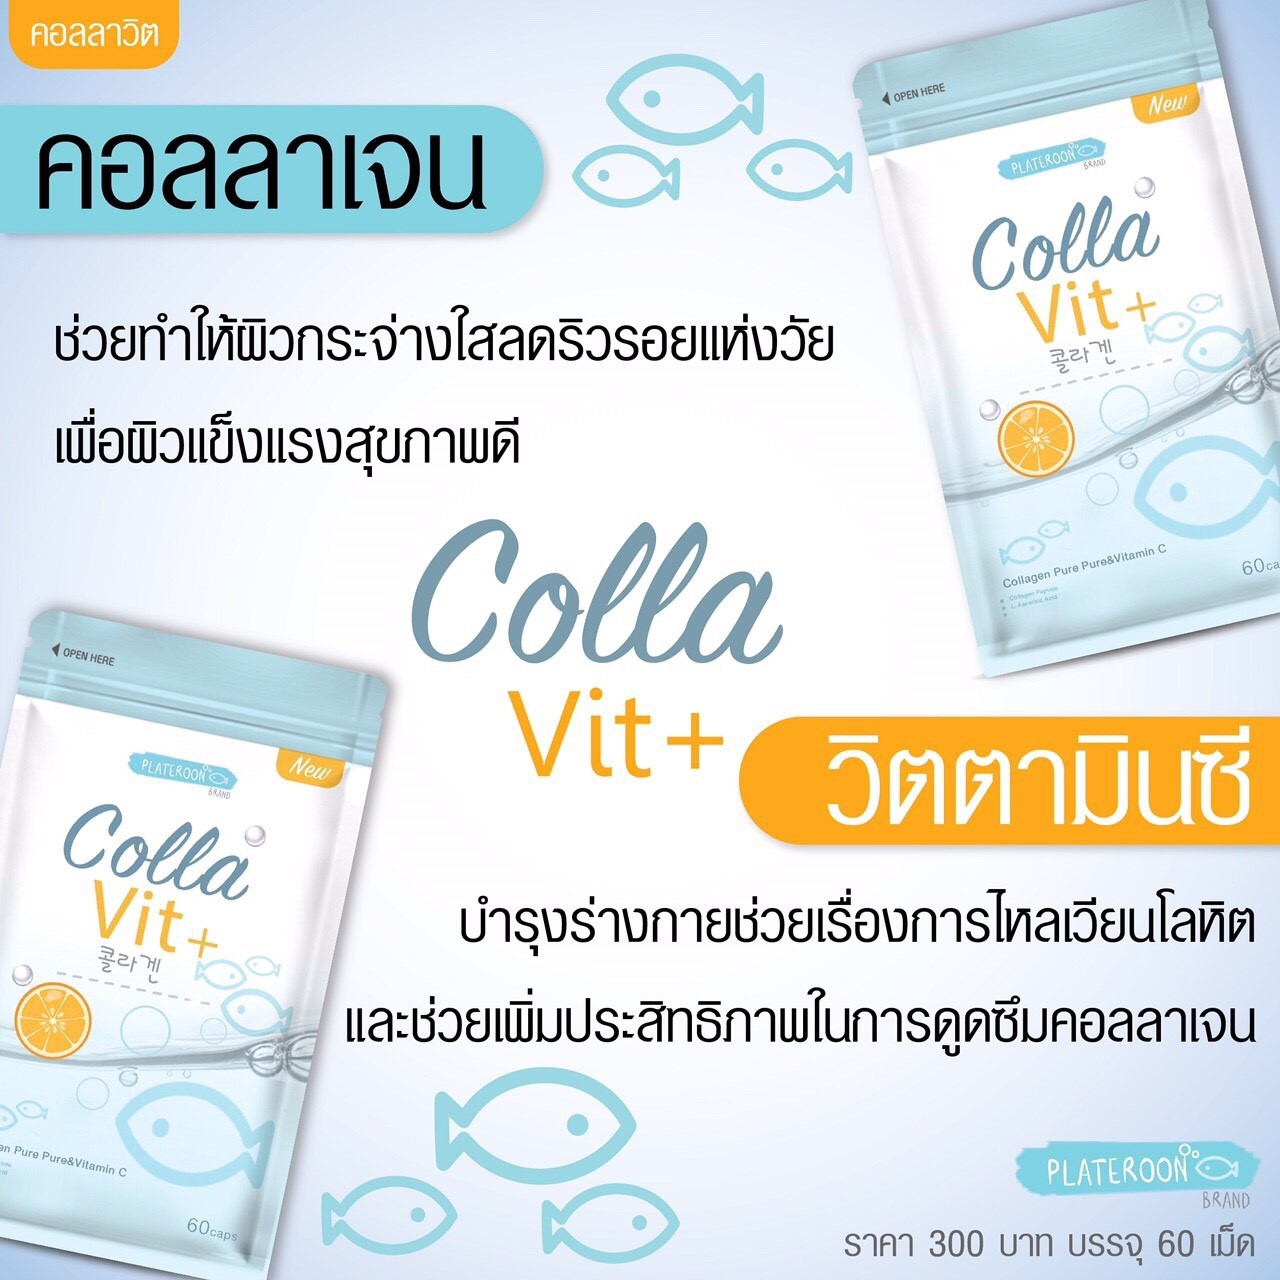 คอลลาวิต
คอลลาเจน
ช่วยทำให้ผิวกระจ่างใสลดริวรอยแห่งวัย
เพื่อผิวแข็งแรงสุขภาพดี
OPEN HERE
New
PLATEROON
BRAND
Colla
Vit+
콜라겐
Collagen Pure Pure&Vitamin C
Collagen Peptide
L-Ascorbic Acid
60ca
Colla
Vit+
วิตตามินซี
บำรุงร่างกายช่วยเรื่องการไหลเวียนโลหิต
และช่วยเพิ่มประสิทธิภาพในการดูดซึมคอลลาเจน
OPEN HERE
New
PLATEROON
BRAND
Colla
Vit+
콜라겐
en Pure Pure&Vitamin C
60caps
PLATEROON
BRAND
ราคา 300 บาท บรรจุ 60 เม็ด